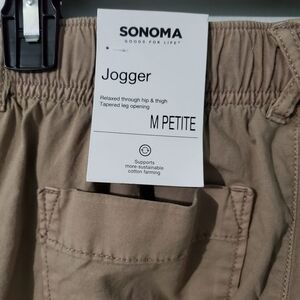 SONOMA
GOODS FOR LIFE®
Jogger
Relaxed through hip & thigh
Tapered leg opening
M PETITE
Supports
more-sustainable
cotton farming